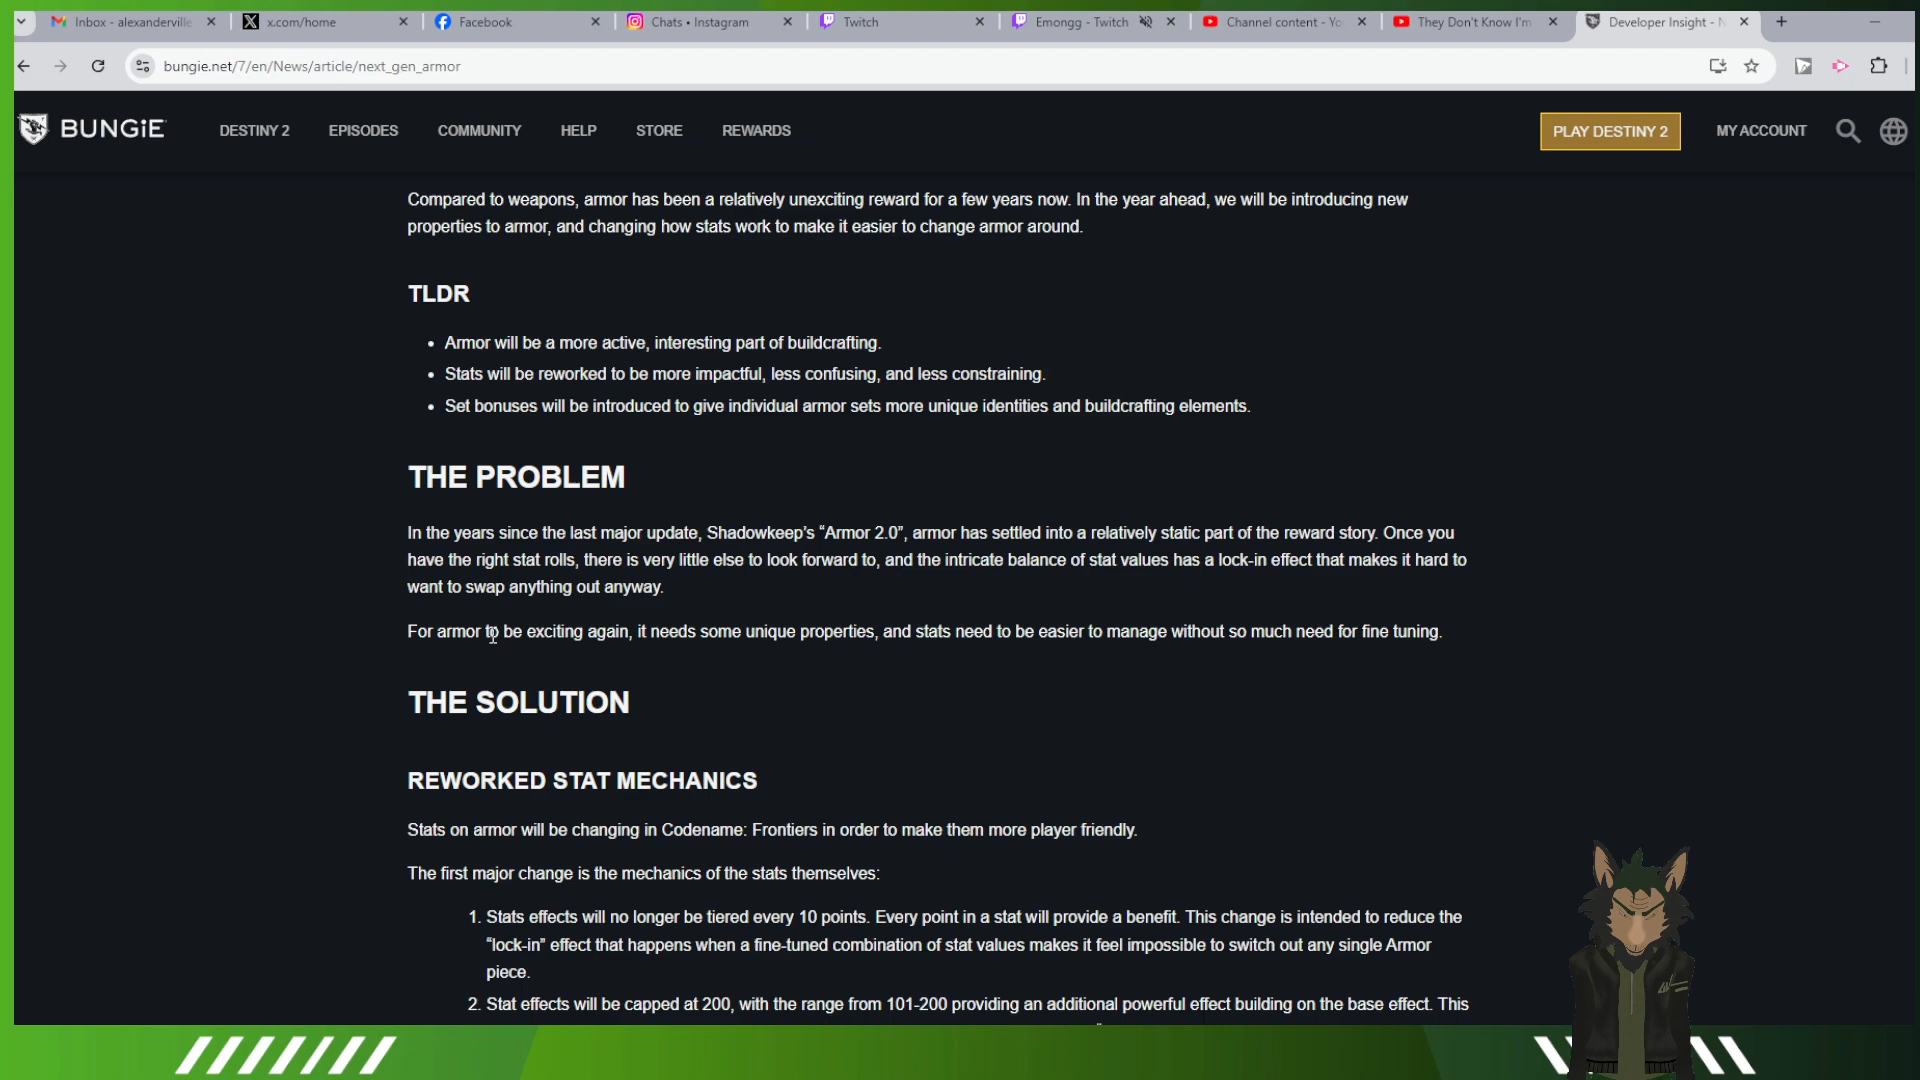 Inbox - alexanderville
x.com/home
Facebook
Chats • Instagram
Twitch
Emongg - Twitch
Channel content - Yo
They Don't Know I'm
Developer Insight - N
bungie.net/7/en/News/article/next_gen_armor
BUNGiE
DESTINY 2
EPISODES
COMMUNITY
HELP
STORE
REWARDS
PLAY DESTINY 2
MY ACCOUNT
Compared to weapons, armor has been a relatively unexciting reward for a few years now. In the year ahead, we will be introducing new
properties to armor, and changing how stats work to make it easier to change armor around.
TLDR
• Armor will be a more active, interesting part of buildcrafting.
• Stats will be reworked to be more impactful, less confusing, and less constraining.
• Set bonuses will be introduced to give individual armor sets more unique identities and buildcrafting elements.
THE PROBLEM
In the years since the last major update, Shadowkeep's “Armor 2.0”, armor has settled into a relatively static part of the reward story. Once you
have the right stat rolls, there is very little else to look forward to, and the intricate balance of stat values has a lock-in effect that makes it hard to
want to swap anything out anyway.
For armor to be exciting again, it needs some unique properties, and stats need to be easier to manage without so much need for fine tuning.
THE SOLUTION
REWORKED STAT MECHANICS
Stats on armor will be changing in Codename: Frontiers in order to make them more player friendly.
The first major change is the mechanics of the stats themselves:
1. Stats effects will no longer be tiered every 10 points. Every point in a stat will provide a benefit. This change is intended to reduce the
“lock-in” effect that happens when a fine-tuned combination of stat values makes it feel impossible to switch out any single Armor
piece.
2. Stat effects will be capped at 200, with the range from 101-200 providing an additional powerful effect building on the base effect. This